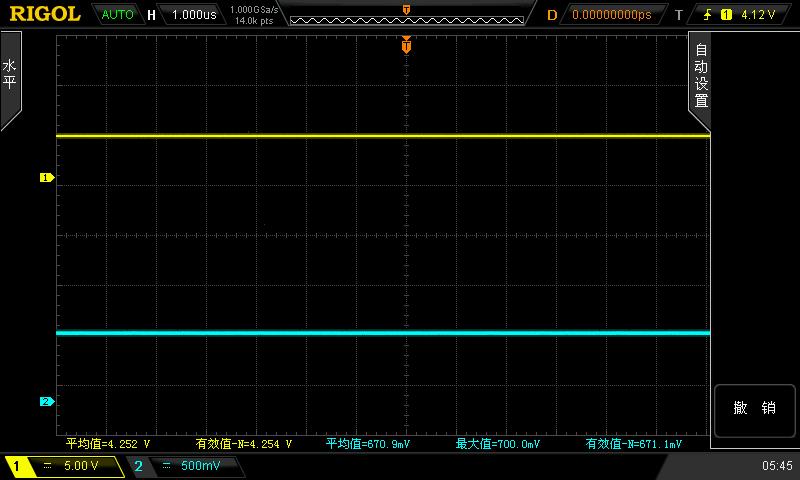 RIGOL AUTO H 1.000us 1.000GSa/s 14.0k pts T D 0.00000000ps T 1 4.12 V
水平
T
自动设置
1
2
撤 销
平均值=4.252 V 有效值-N=4.254 V 平均值=670.9mV 最大值=700.0mV 有效值-N=671.1mV
1 5.00 V 2 500mV 05:45